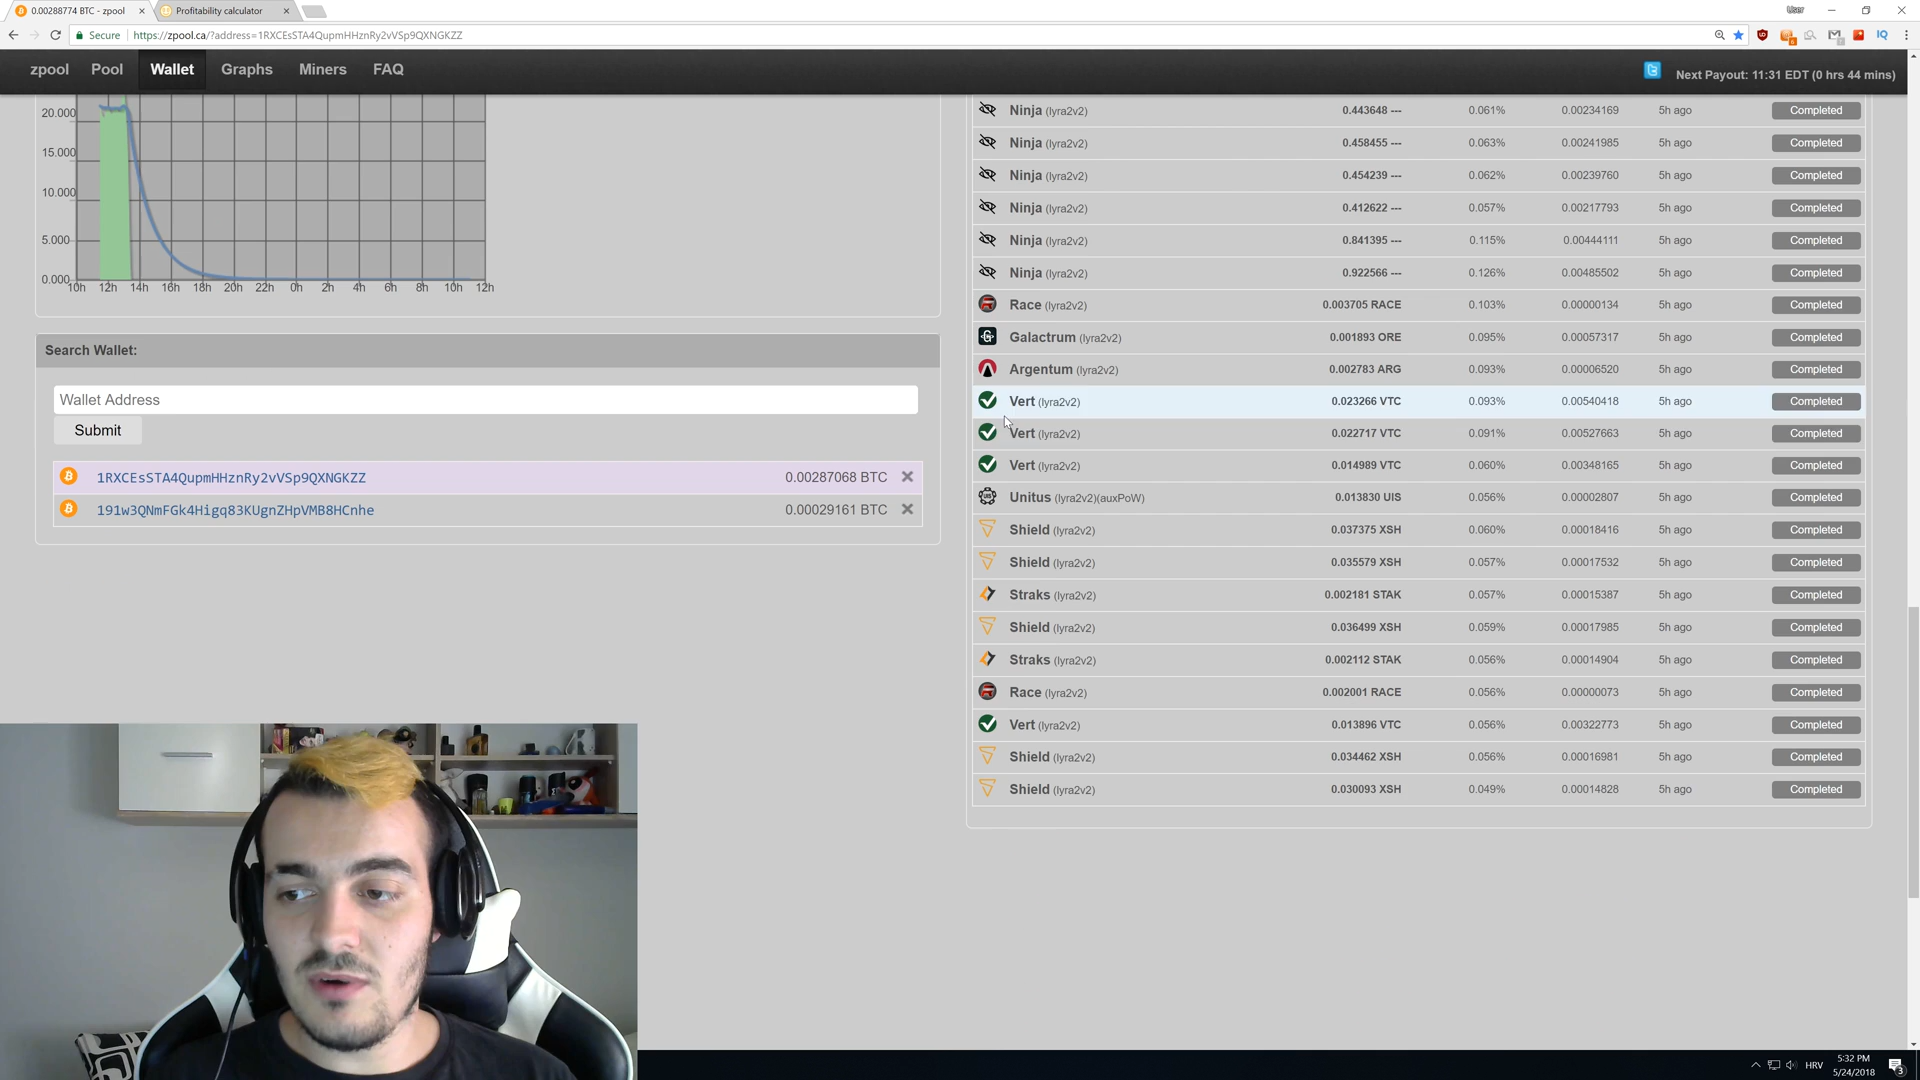 0.00288774 BTC - zpool
Profitability calculator
User
Secure
https://zpool.ca/?address=1RXCEsSTA4QupmHHznRy2vVSp9QXNGKZZ
IQ
zpool Pool Wallet Graphs Miners FAQ
Next Payout: 11:31 EDT (0 hrs 44 mins)
20.000
15.000
10.000
5.000
0.000
10h 12h 14h 16h 18h 20h 22h 0h 2h 4h 6h 8h 10h 12h
Search Wallet:
Wallet Address
Submit
1RXCEsSTA4QupmHHznRy2vVSp9QXNGKZZ 0.00287068 BTC
191w3QNmFGk4Higq83KUgnZHpVMB8HCnhe 0.00029161 BTC
Ninja (lyra2v2) 0.443648 --- 0.061% 0.00234169 5h ago Completed
Ninja (lyra2v2) 0.458455 --- 0.063% 0.00241985 5h ago Completed
Ninja (lyra2v2) 0.454239 --- 0.062% 0.00239760 5h ago Completed
Ninja (lyra2v2) 0.412622 --- 0.057% 0.00217793 5h ago Completed
Ninja (lyra2v2) 0.841395 --- 0.115% 0.00444111 5h ago Completed
Ninja (lyra2v2) 0.922566 --- 0.126% 0.00485502 5h ago Completed
Race (lyra2v2) 0.003705 RACE 0.103% 0.00000134 5h ago Completed
Galactrum (lyra2v2) 0.001893 ORE 0.095% 0.00057317 5h ago Completed
Argentum (lyra2v2) 0.002783 ARG 0.093% 0.00006520 5h ago Completed
Vert (lyra2v2) 0.023266 VTC 0.093% 0.00540418 5h ago Completed
Vert (lyra2v2) 0.022717 VTC 0.091% 0.00527663 5h ago Completed
Vert (lyra2v2) 0.014989 VTC 0.060% 0.00348165 5h ago Completed
Unitus (lyra2v2)(auxPoW) 0.013830 UIS 0.056% 0.00002807 5h ago Completed
Shield (lyra2v2) 0.037375 XSH 0.060% 0.00018416 5h ago Completed
Shield (lyra2v2) 0.035579 XSH 0.057% 0.00017532 5h ago Completed
Straks (lyra2v2) 0.002181 STAK 0.057% 0.00015387 5h ago Completed
Shield (lyra2v2) 0.036499 XSH 0.059% 0.00017985 5h ago Completed
Straks (lyra2v2) 0.002112 STAK 0.056% 0.00014904 5h ago Completed
Race (lyra2v2) 0.002001 RACE 0.056% 0.00000073 5h ago Completed
Vert (lyra2v2) 0.013896 VTC 0.056% 0.00322773 5h ago Completed
Shield (lyra2v2) 0.034462 XSH 0.056% 0.00016981 5h ago Completed
Shield (lyra2v2) 0.030093 XSH 0.049% 0.00014828 5h ago Completed
HRV
5:32 PM
5/24/2018
3